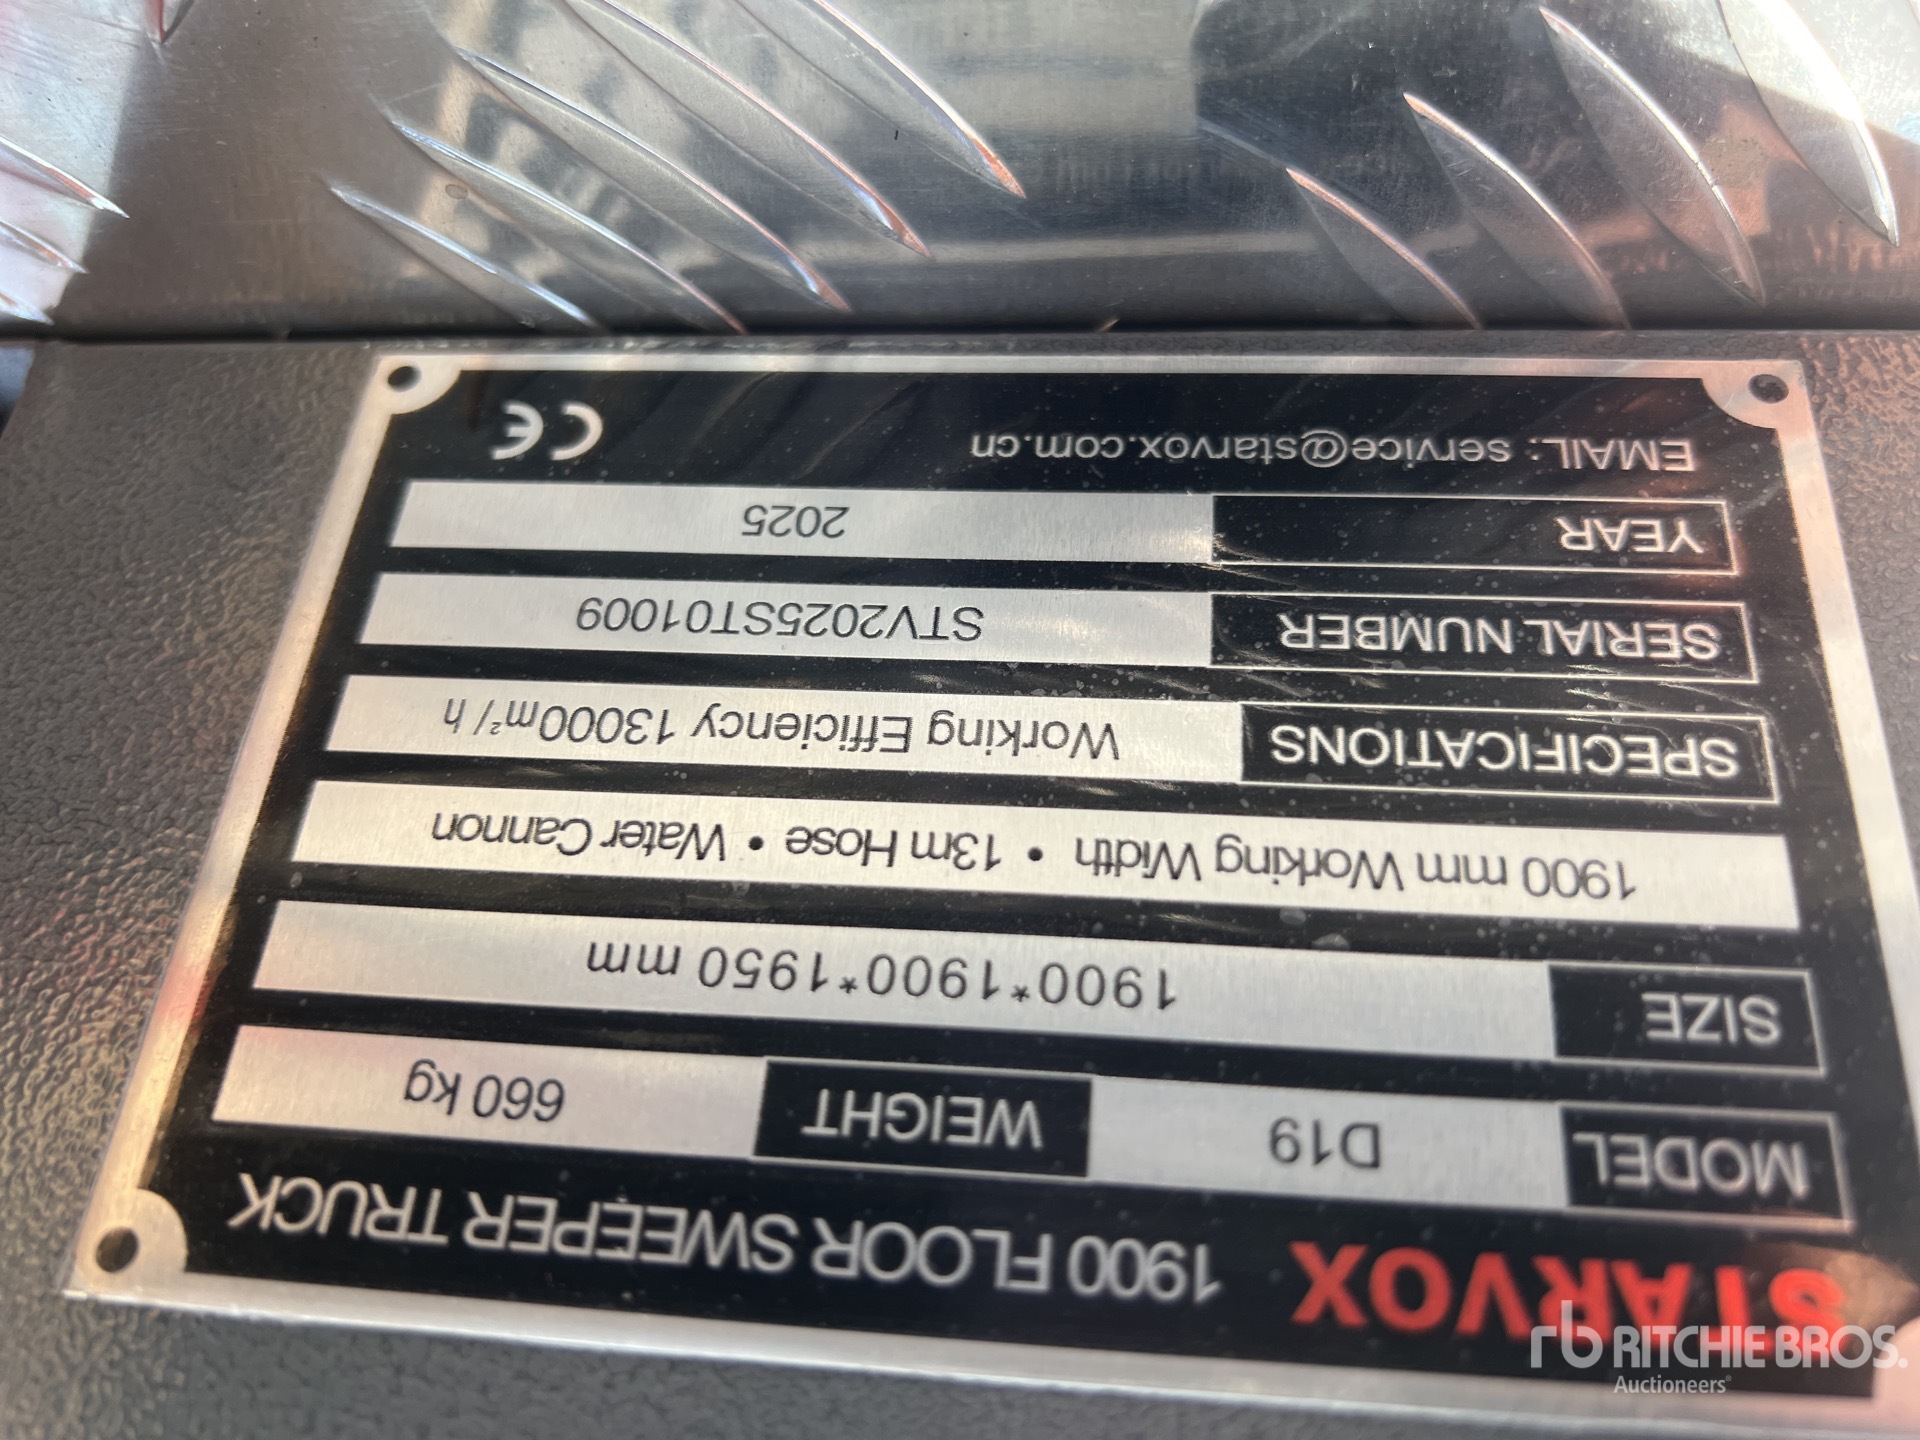 STARVOX 1900 FLOOR SWEEPER TRUCK
MODEL D19 WEIGHT 660 kg
SIZE 1900*1900*1950 mm
1900 mm Working Width • 13m Hose • Water Cannon
SPECIFICATIONS Working Efficiency 13000m²/h
SERIAL NUMBER STV2025ST01009
YEAR 2025
EMAIL: service@starvox.com.cn CE
rb RITCHIE BROS.
Auctioneers®